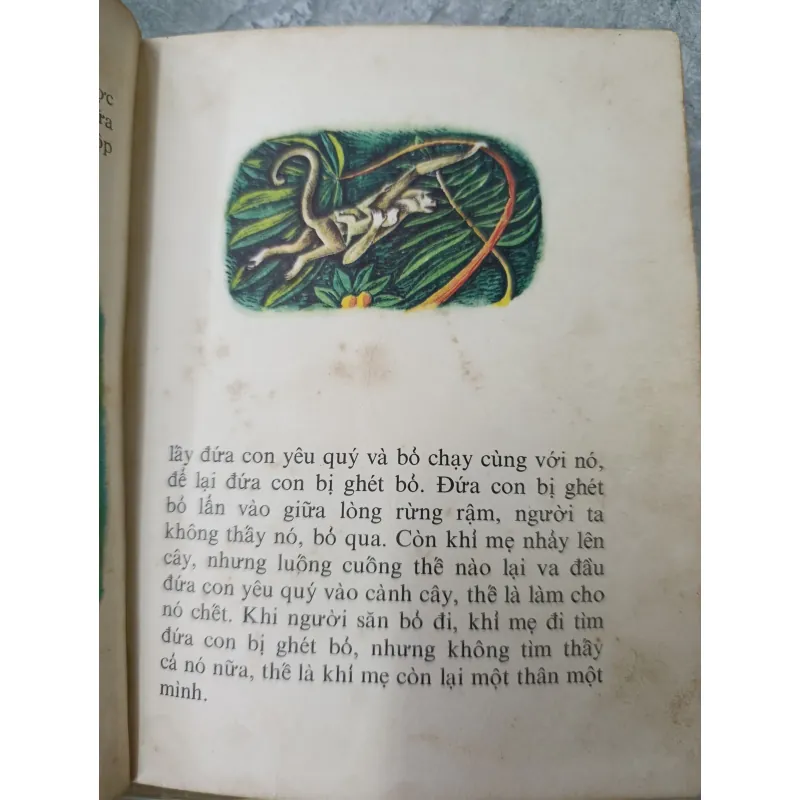 ợc
ra
óp
lấy đứa con yêu quý và bỏ chạy cùng với nó,
để lại đứa con bị ghét bỏ. Đứa con bị ghét
bỏ lẩn vào giữa lòng rừng rậm, người ta
không thấy nó, bỏ qua. Còn khỉ mẹ nhảy lên
cây, nhưng luống cuống thế nào lại va đầu
đứa con yêu quý vào cành cây, thế là làm cho
nó chết. Khi người săn bỏ đi, khỉ mẹ đi tìm
đứa con bị ghét bỏ, nhưng không tìm thấy
cả nó nữa, thế là khỉ mẹ còn lại một thân một
mình.